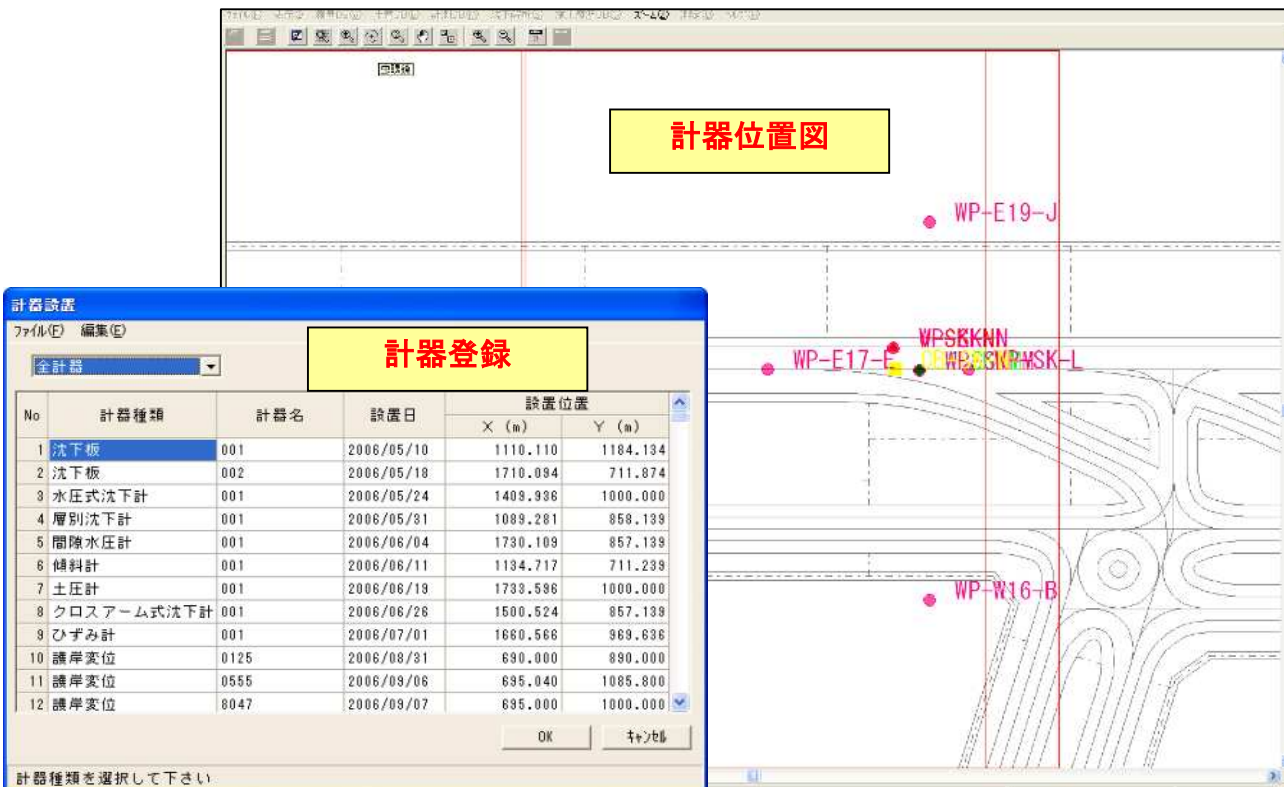 ズーム(Z)
計器位置図
WP-E19-J
WP-E17-E
WP-W16-B
計器設置
ファイル(F) 編集(E)
計器登録
全計器
No 計器種類 計器名 設置日 設置位置
X (m) Y (m)
1 沈下板 001 2006/05/10 1110.110 1184.134
2 沈下板 002 2006/05/18 1710.094 711.874
3 水圧式沈下計 001 2006/05/24 1409.936 1000.000
4 層別沈下計 001 2006/05/31 1089.281 858.139
5 間隙水圧計 001 2006/06/04 1730.109 857.139
6 傾斜計 001 2006/06/11 1134.717 711.239
7 土圧計 001 2006/06/19 1733.596 1000.000
8 クロスアーム式沈下計 001 2006/06/26 1500.524 857.139
9 ひずみ計 001 2006/07/01 1660.566 969.636
10 護岸変位 0125 2006/08/31 690.000 890.000
11 護岸変位 0555 2006/09/06 695.040 1085.800
12 護岸変位 8047 2006/09/07 695.000 1000.000
OK キャンセル
計器種類を選択して下さい